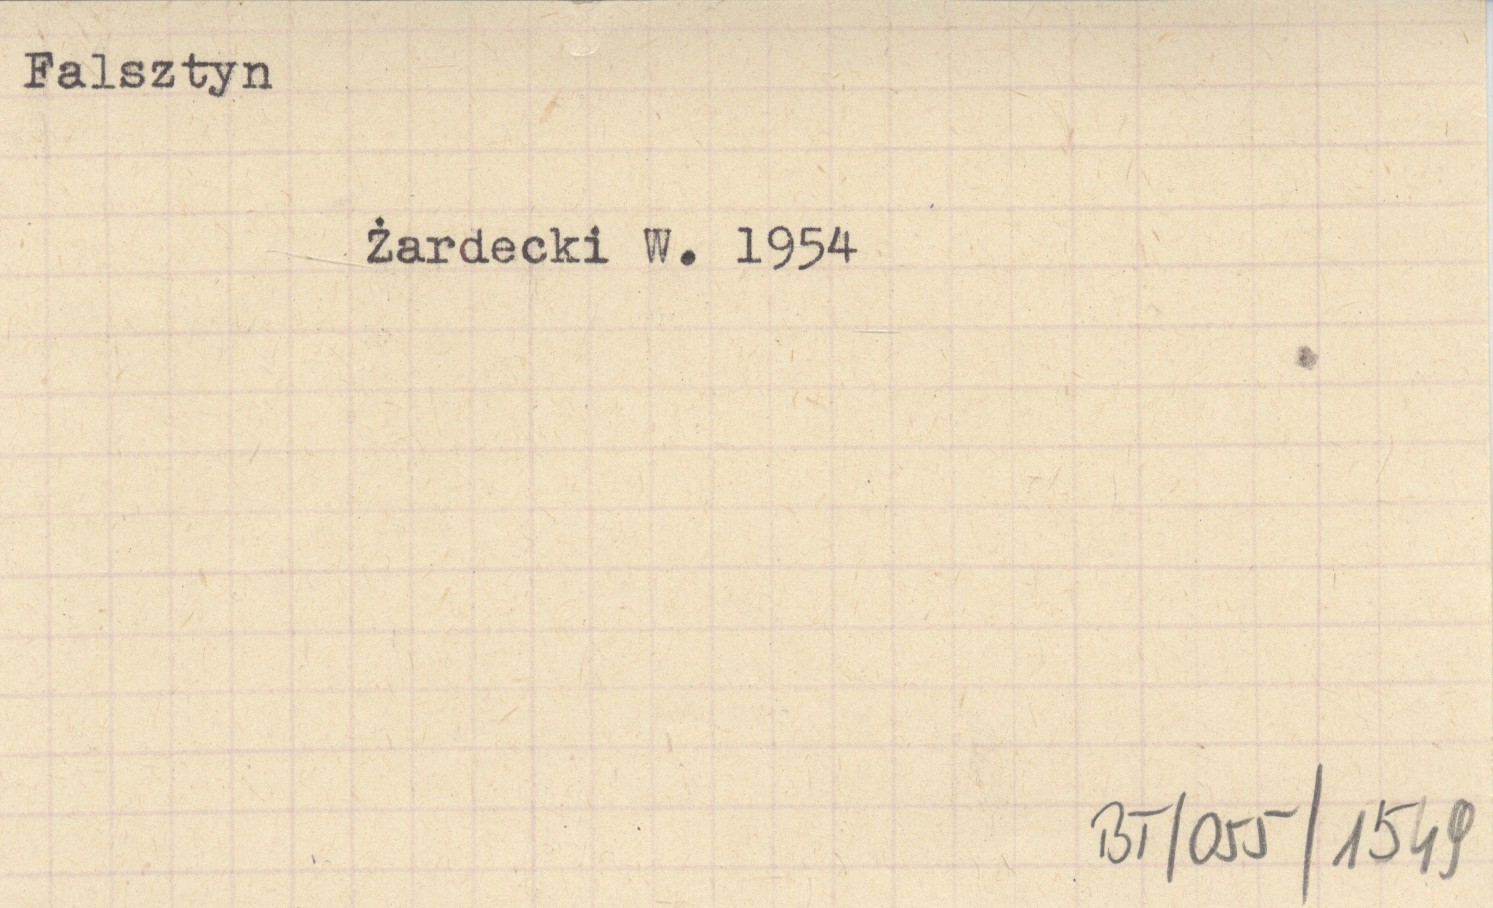 Falsztyn
Żardecki W. 1954
BT/055/1549